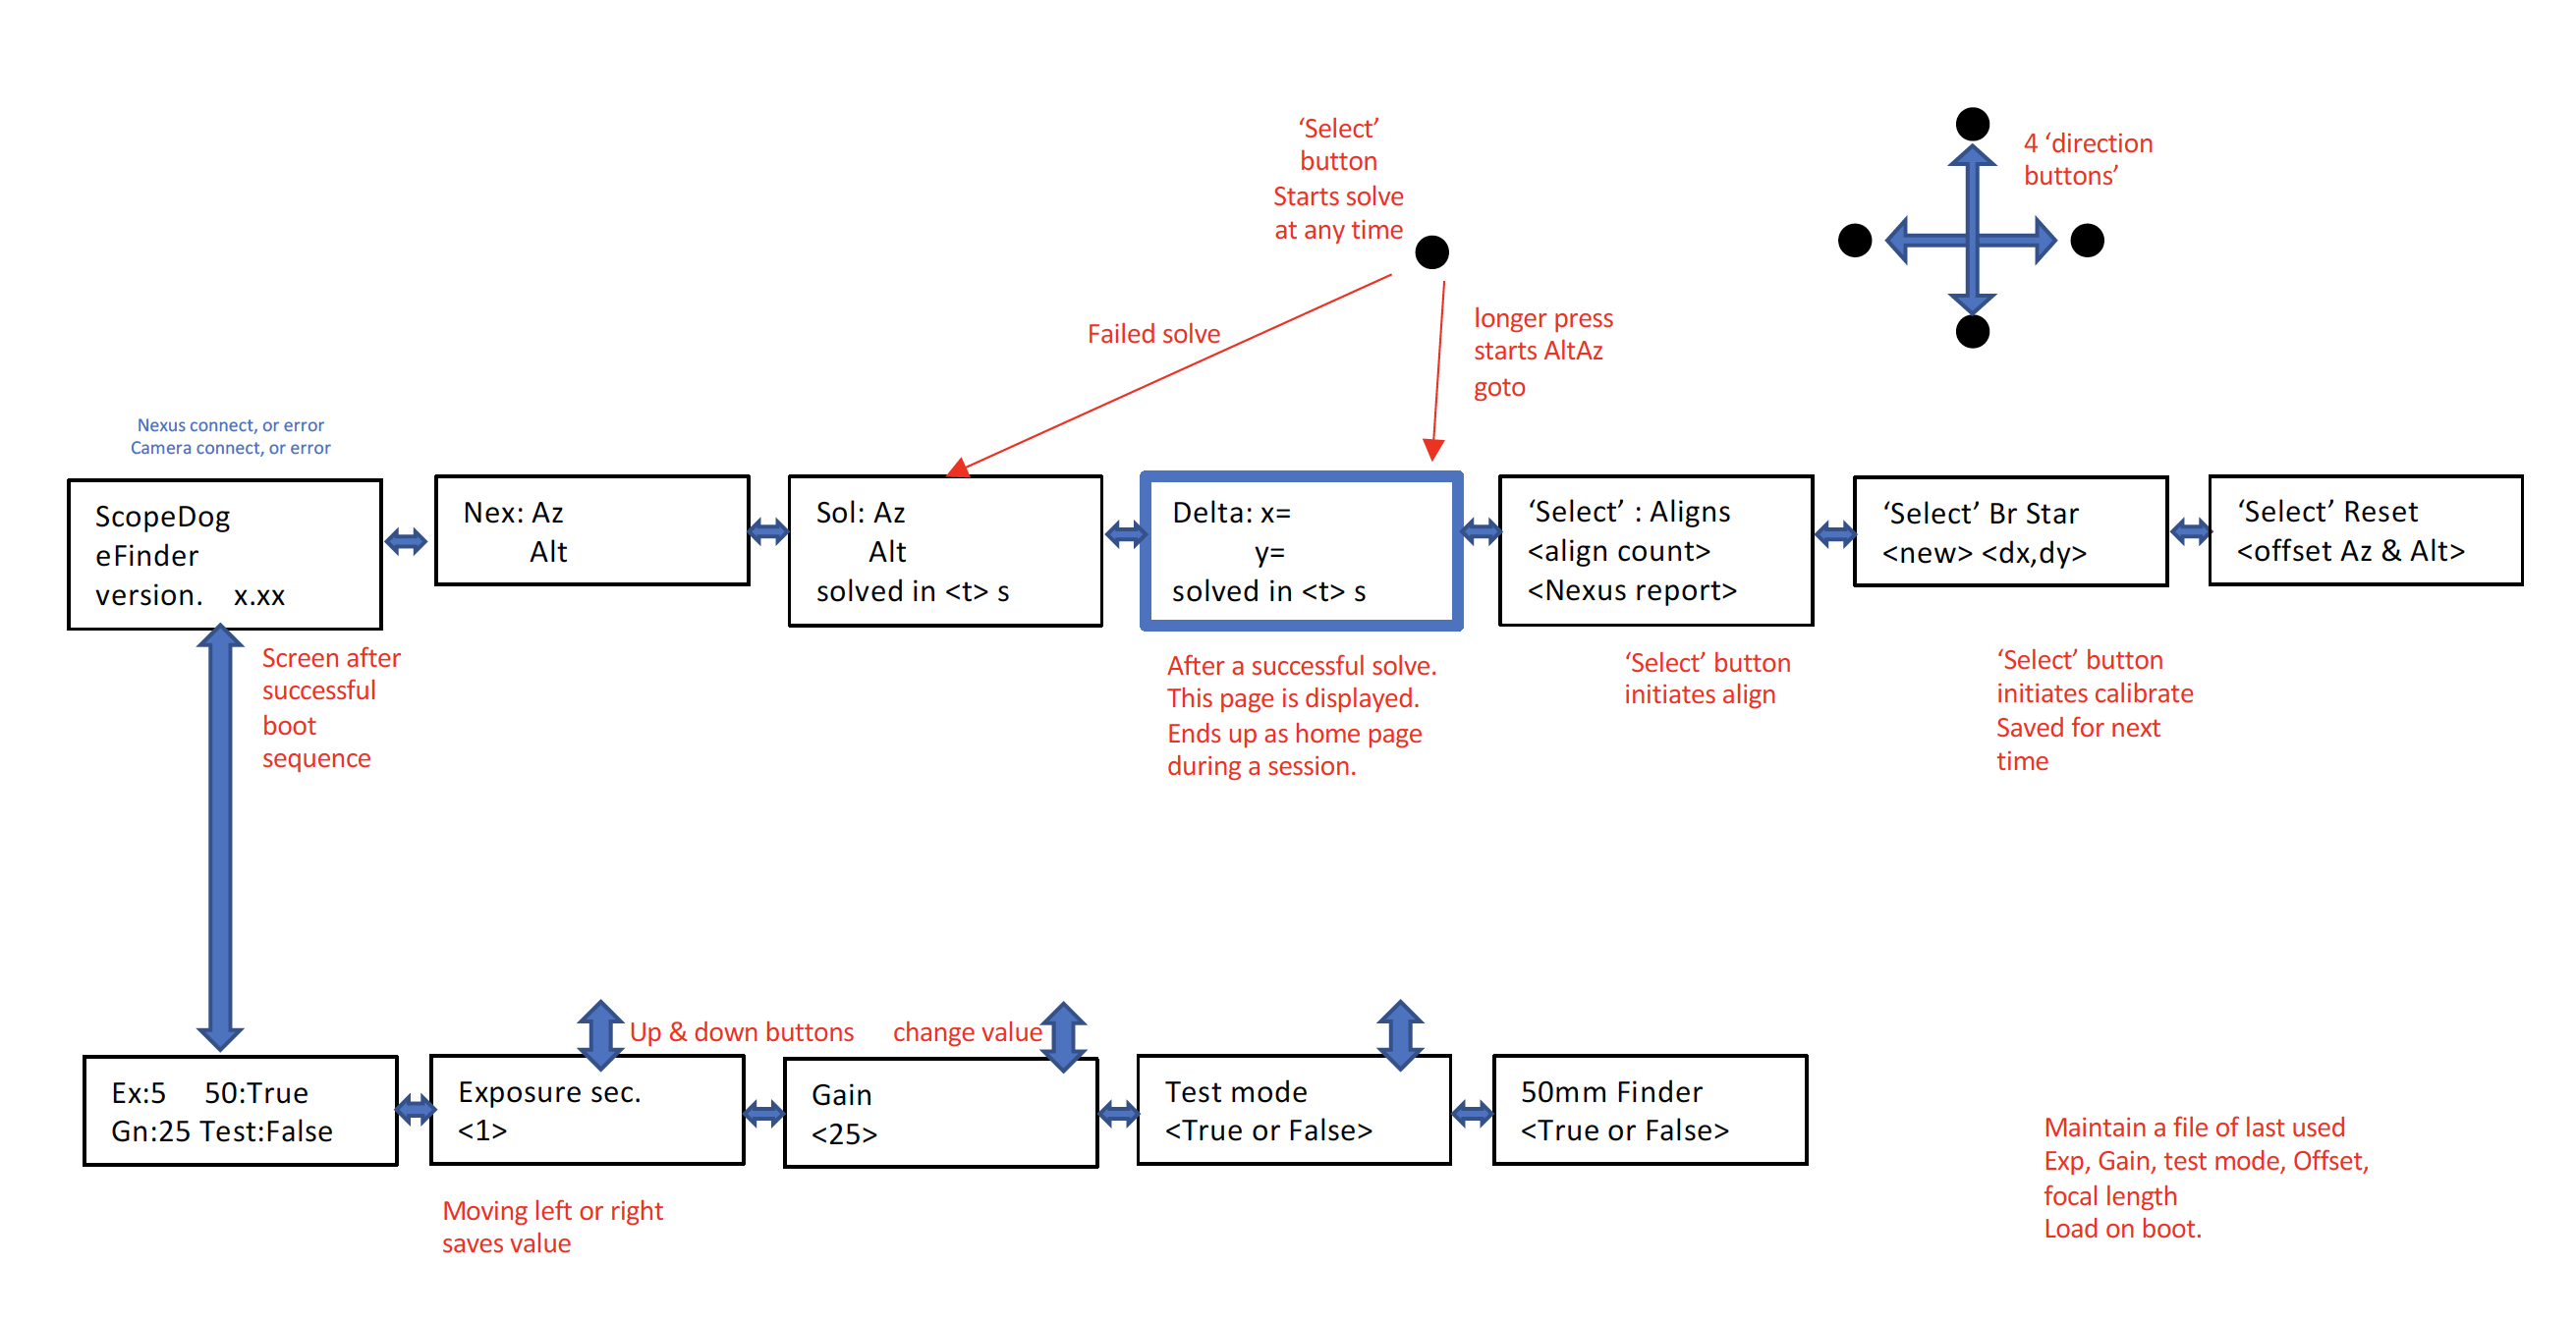 ‘Select’
button
Starts solve
at any time
4 ‘direction
buttons’
Failed solve
longer press
starts AltAz
goto
Nexus connect, or error
Camera connect, or error
ScopeDog
eFinder
version. x.xx
Nex: Az
Alt
Sol: Az
Alt
solved in <t> s
Delta: x=
y=
solved in <t> s
‘Select’ : Aligns
<align count>
<Nexus report>
‘Select’ Br Star
<new> <dx,dy>
‘Select’ Reset
<offset Az & Alt>
Screen after
successful
boot
sequence
After a successful solve.
This page is displayed.
Ends up as home page
during a session.
‘Select’ button
initiates align
‘Select’ button
initiates calibrate
Saved for next
time
Up & down buttons change value
Ex:5 50:True
Gn:25 Test:False
Exposure sec.
<1>
Gain
<25>
Test mode
<True or False>
50mm Finder
<True or False>
Moving left or right
saves value
Maintain a file of last used
Exp, Gain, test mode, Offset,
focal length
Load on boot.